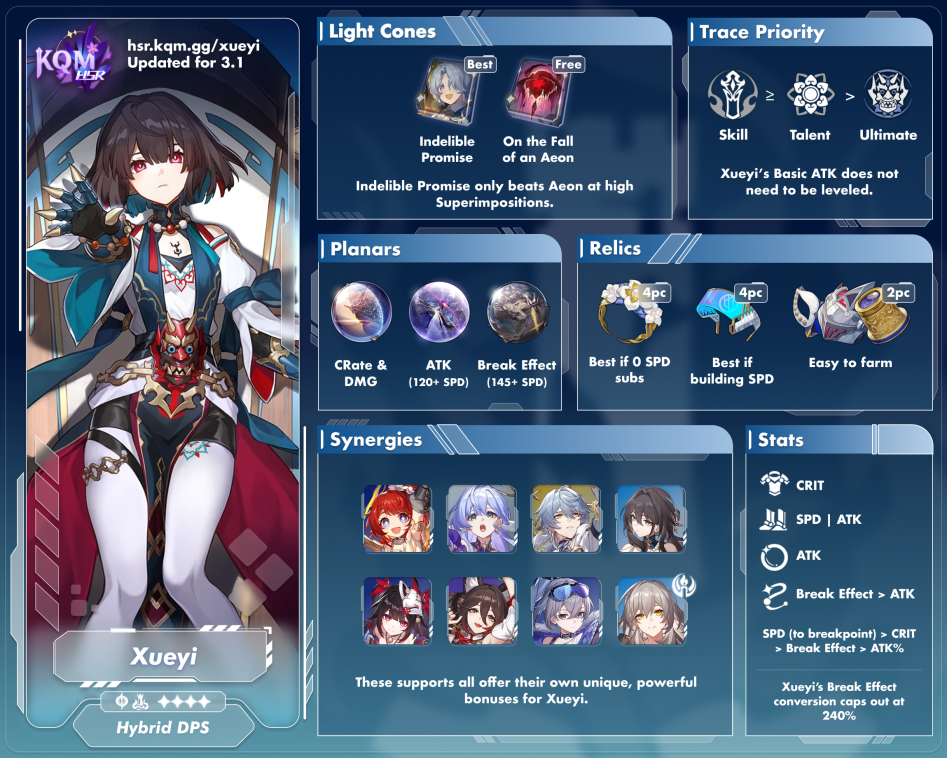 KQM
HSR
hsr.kqm.gg/xueyi
Updated for 3.1
Xueyi
Hybrid DPS
Light Cones
Best
Free
Indelible
Promise
On the Fall
of an Aeon
Indelible Promise only beats Aeon at high
Superimpositions.
Trace Priority
≥
>
Skill
Talent
Ultimate
Xueyi's Basic ATK does not
need to be leveled.
Planars
CRate &
DMG
ATK
(120+ SPD)
Break Effect
(145+ SPD)
Relics
4pc
4pc
2pc
Best if 0 SPD
subs
Best if
building SPD
Easy to farm
Synergies
These supports all offer their own unique, powerful
bonuses for Xueyi.
Stats
CRIT
SPD | ATK
ATK
Break Effect > ATK
SPD (to breakpoint) > CRIT
> Break Effect > ATK%
Xueyi's Break Effect
conversion caps out at
240%